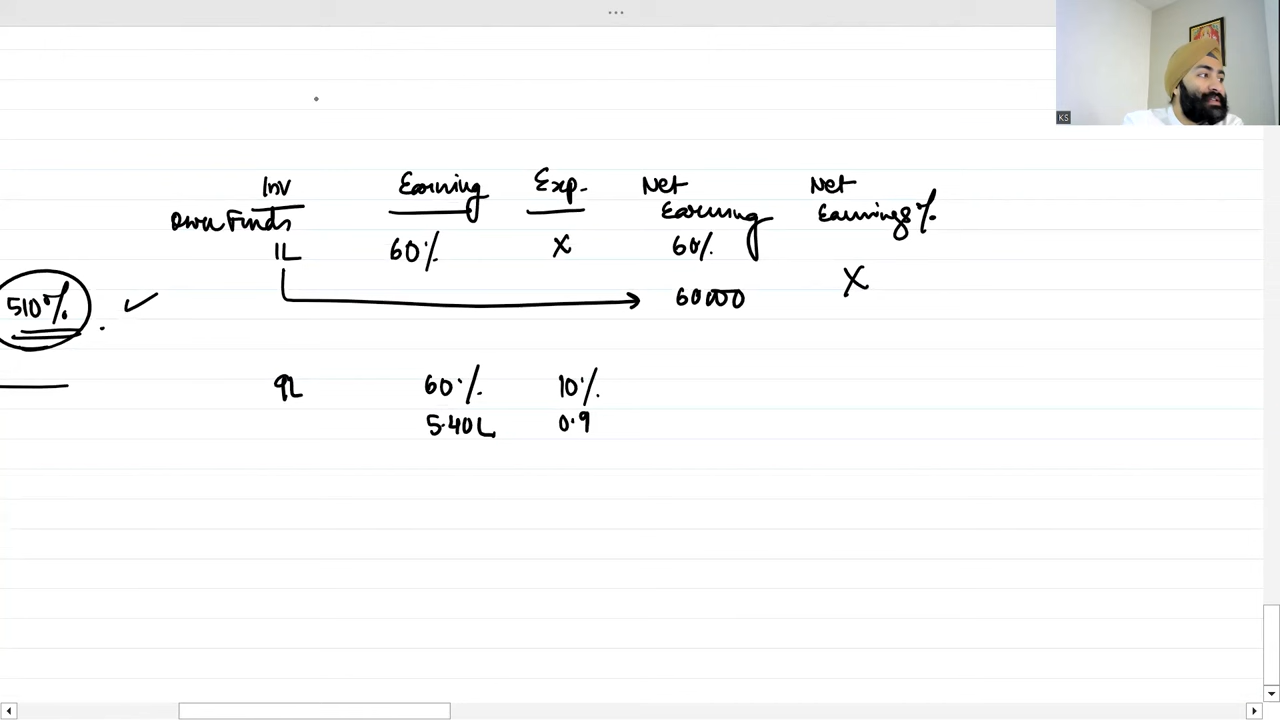 Inv Earning Exp. Net Net
Own Funds Earning Earnings %
1L 60% X 60%
510% ✓ 60000 X
9L 60% 10%
5.40L 0.9
KS